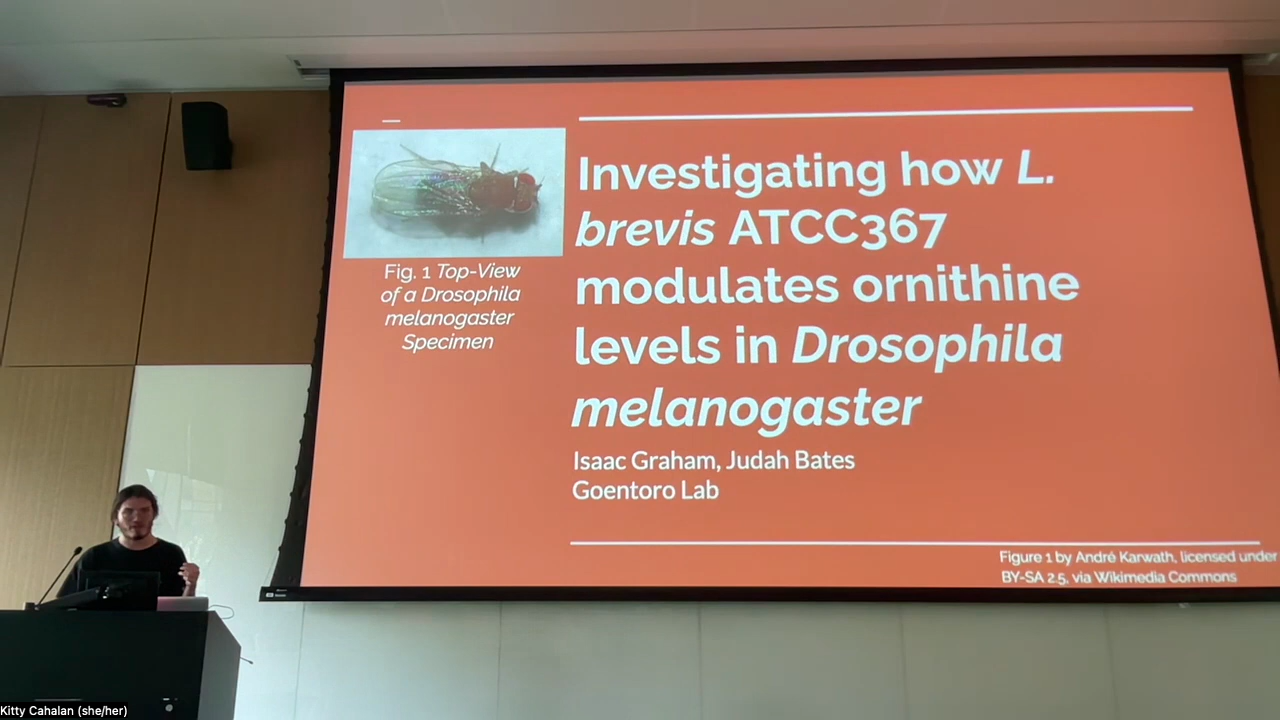 Investigating how L.
brevis ATCC367
modulates ornithine
levels in Drosophila
melanogaster
Isaac Graham, Judah Bates
Goentoro Lab
Fig. 1 Top-View
of a Drosophila
melanogaster
Specimen
Figure 1 by André Karwath, licensed under
BY-SA 2.5, via Wikimedia Commons
Kitty Cahalan (she/her)